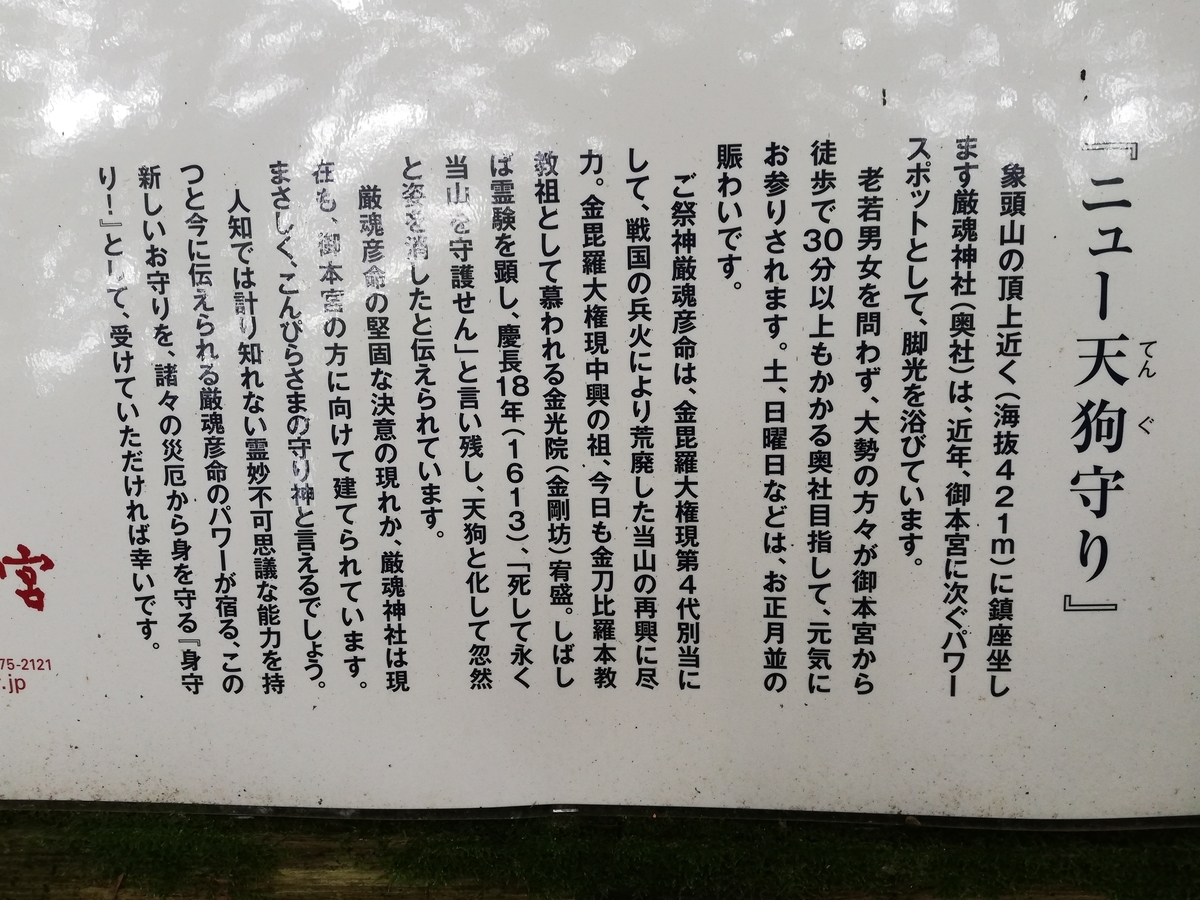 『ニュー天狗守り』
てんぐ
象頭山の頂上近く（海抜421m）に鎮座坐し
ます厳魂神社（奥社）は、近年、御本宮に次ぐパワー
スポットとして、脚光を浴びています。
老若男女を問わず、大勢の方々が御本宮から
徒歩で30分以上もかかる奥社目指して、元気に
お参りされます。土、日曜日などは、お正月並の
賑わいです。
ご祭神厳魂彦命は、金毘羅大権現第4代別当に
して、戦国の兵火により荒廃した当山の再興に尽
力。金毘羅大権現中興の祖、今日も金刀比羅本教
教祖として慕われる金光院（金剛坊）宥盛。しばし
ば霊験を顕し、慶長18年（1613）、「死して永く
当山を守護せん」と言い残し、天狗と化して忽然
と姿を消したと伝えられています。
厳魂彦命の堅固な決意の現れか、厳魂神社は現
在も、御本宮の方に向けて建てられています。
まさしく、こんぴらさまの守り神と言えるでしょう。
人知では計り知れない霊妙不可思議な能力を持
つと今に伝えられる厳魂彦命のパワーが宿る、この
新しいお守りを、諸々の災厄から身を守る『身守
り！』として、受けていただければ幸いです。
宮
75-2121
.jp